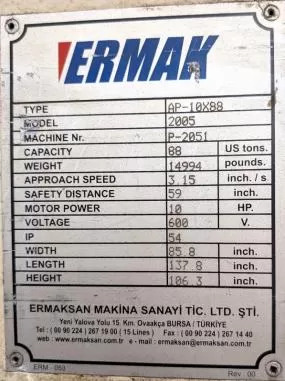 ERMAK
TYPE AP-10X88
MODEL 2005
MACHINE Nr. P-2051
CAPACITY 88 US tons.
WEIGHT 14994 pounds.
APPROACH SPEED 3.15 inch. / s
SAFETY DISTANCE 59 inch.
MOTOR POWER 10 HP.
VOLTAGE 600 V.
IP 54
WIDTH 85.8 inch.
LENGTH 137.8 inch.
HEIGHT 106.3 inch.
ERMAKSAN MAKİNA SANAYİ TİC. LTD. ŞTİ.
Yeni Yalova Yolu 15. Km. Ovaakça BURSA / TÜRKİYE
Tel : ( 00 90 224 ) 267 19 00 (15 Lines ) Fax : ( 00 90 224 ) 267 14 40
web : www.ermaksan.com.tr - e mail : ermaksan@ermaksan.com.tr
ERM - 050 Rev : 00